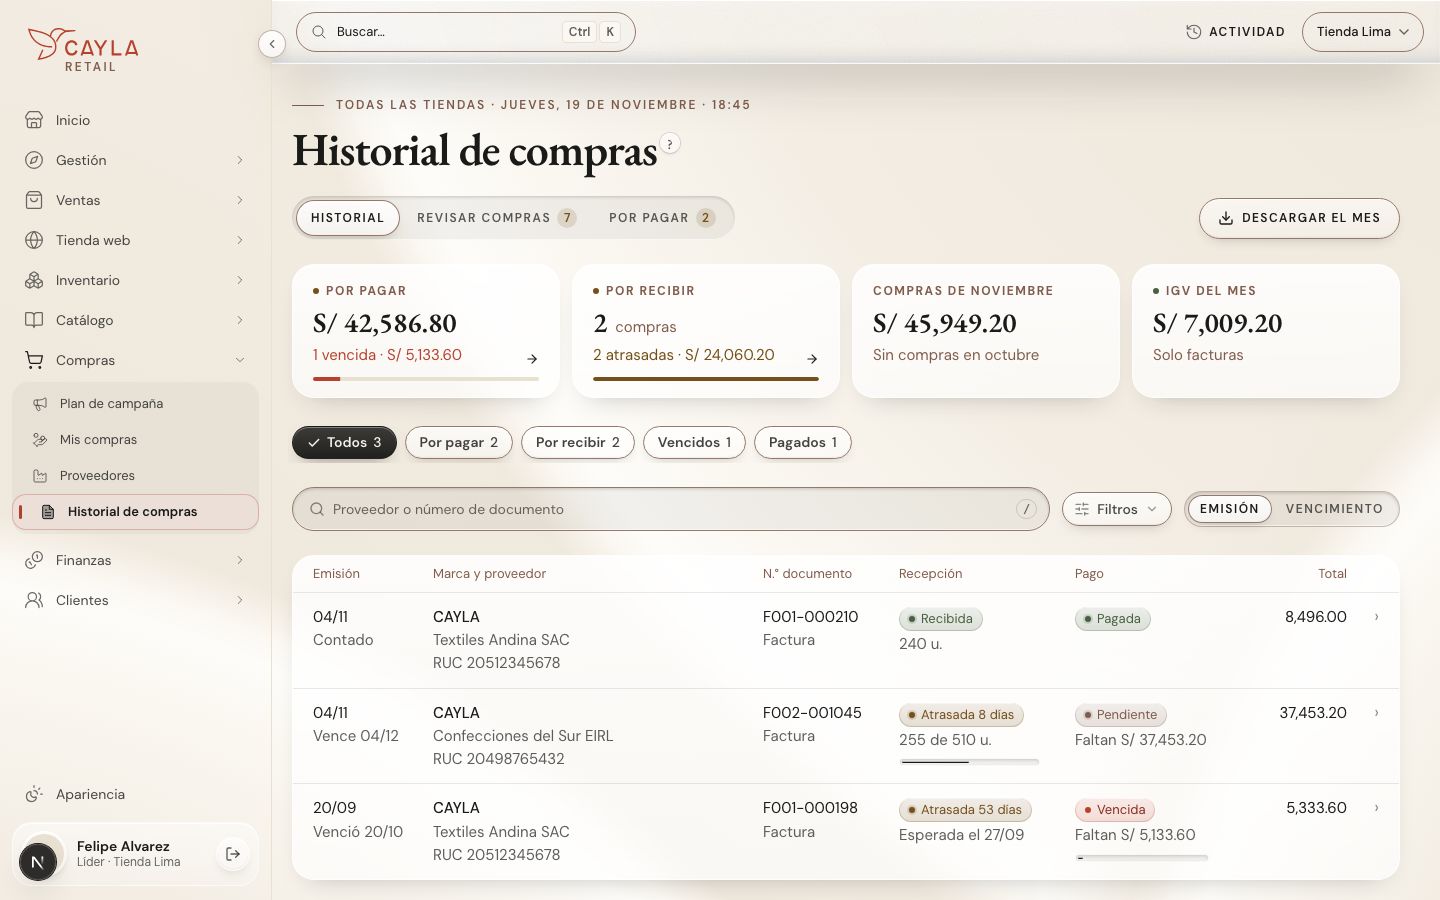 CAYLA
RETAIL
Buscar...
Ctrl K
ACTIVIDAD
Tienda Lima
Inicio
Gestión
Ventas
Tienda web
Inventario
Catálogo
Compras
Plan de campaña
Mis compras
Proveedores
Historial de compras
Finanzas
Clientes
Apariencia
N
Felipe Alvarez
Líder · Tienda Lima
TODAS LAS TIENDAS · JUEVES, 19 DE NOVIEMBRE · 18:45
Historial de compras ?
HISTORIAL REVISAR COMPRAS 7 POR PAGAR 2
DESCARGAR EL MES
POR PAGAR
S/ 42,586.80
1 vencida · S/ 5,133.60
POR RECIBIR
2 compras
2 atrasadas · S/ 24,060.20
COMPRAS DE NOVIEMBRE
S/ 45,949.20
Sin compras en octubre
IGV DEL MES
S/ 7,009.20
Solo facturas
Todos 3 Por pagar 2 Por recibir 2 Vencidos 1 Pagados 1
Proveedor o número de documento /
Filtros
EMISIÓN VENCIMIENTO
Emisión Marca y proveedor N.° documento Recepción Pago Total
04/11 CAYLA F001-000210 Recibida Pagada 8,496.00
Contado Textiles Andina SAC Factura 240 u.
RUC 20512345678
04/11 CAYLA F002-001045 Atrasada 8 días Pendiente 37,453.20
Vence 04/12 Confecciones del Sur EIRL Factura 255 de 510 u. Faltan S/ 37,453.20
RUC 20498765432
20/09 CAYLA F001-000198 Atrasada 53 días Vencida 5,333.60
Venció 20/10 Textiles Andina SAC Factura Esperada el 27/09 Faltan S/ 5,133.60
RUC 20512345678